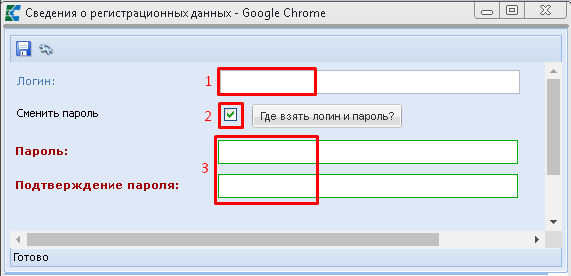 Сведения о регистрационных данных - Google Chrome
Логин: 1
Сменить пароль 2 Где взять логин и пароль?
Пароль:
3
Подтверждение пароля:
Готово